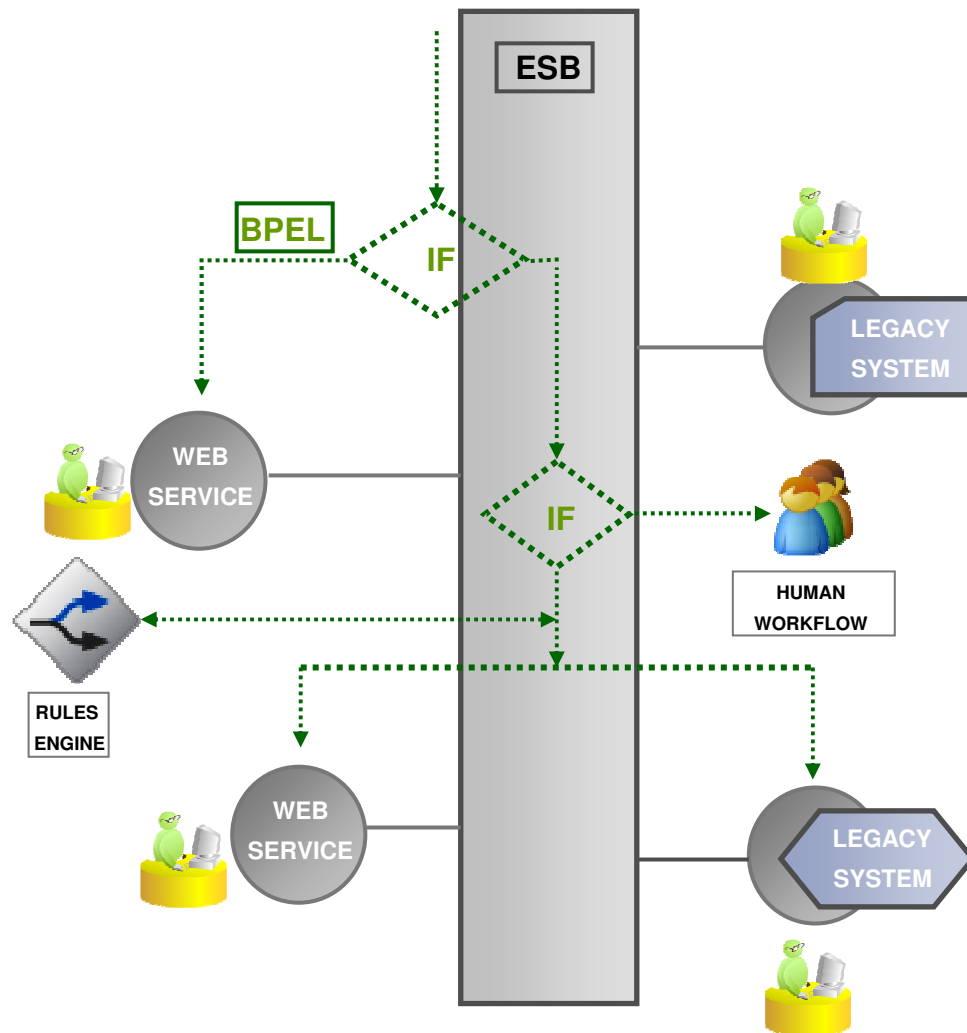 ESB
BPEL
IF
LEGACY
SYSTEM
WEB
SERVICE
IF
HUMAN
WORKFLOW
RULES
ENGINE
WEB
SERVICE
LEGACY
SYSTEM